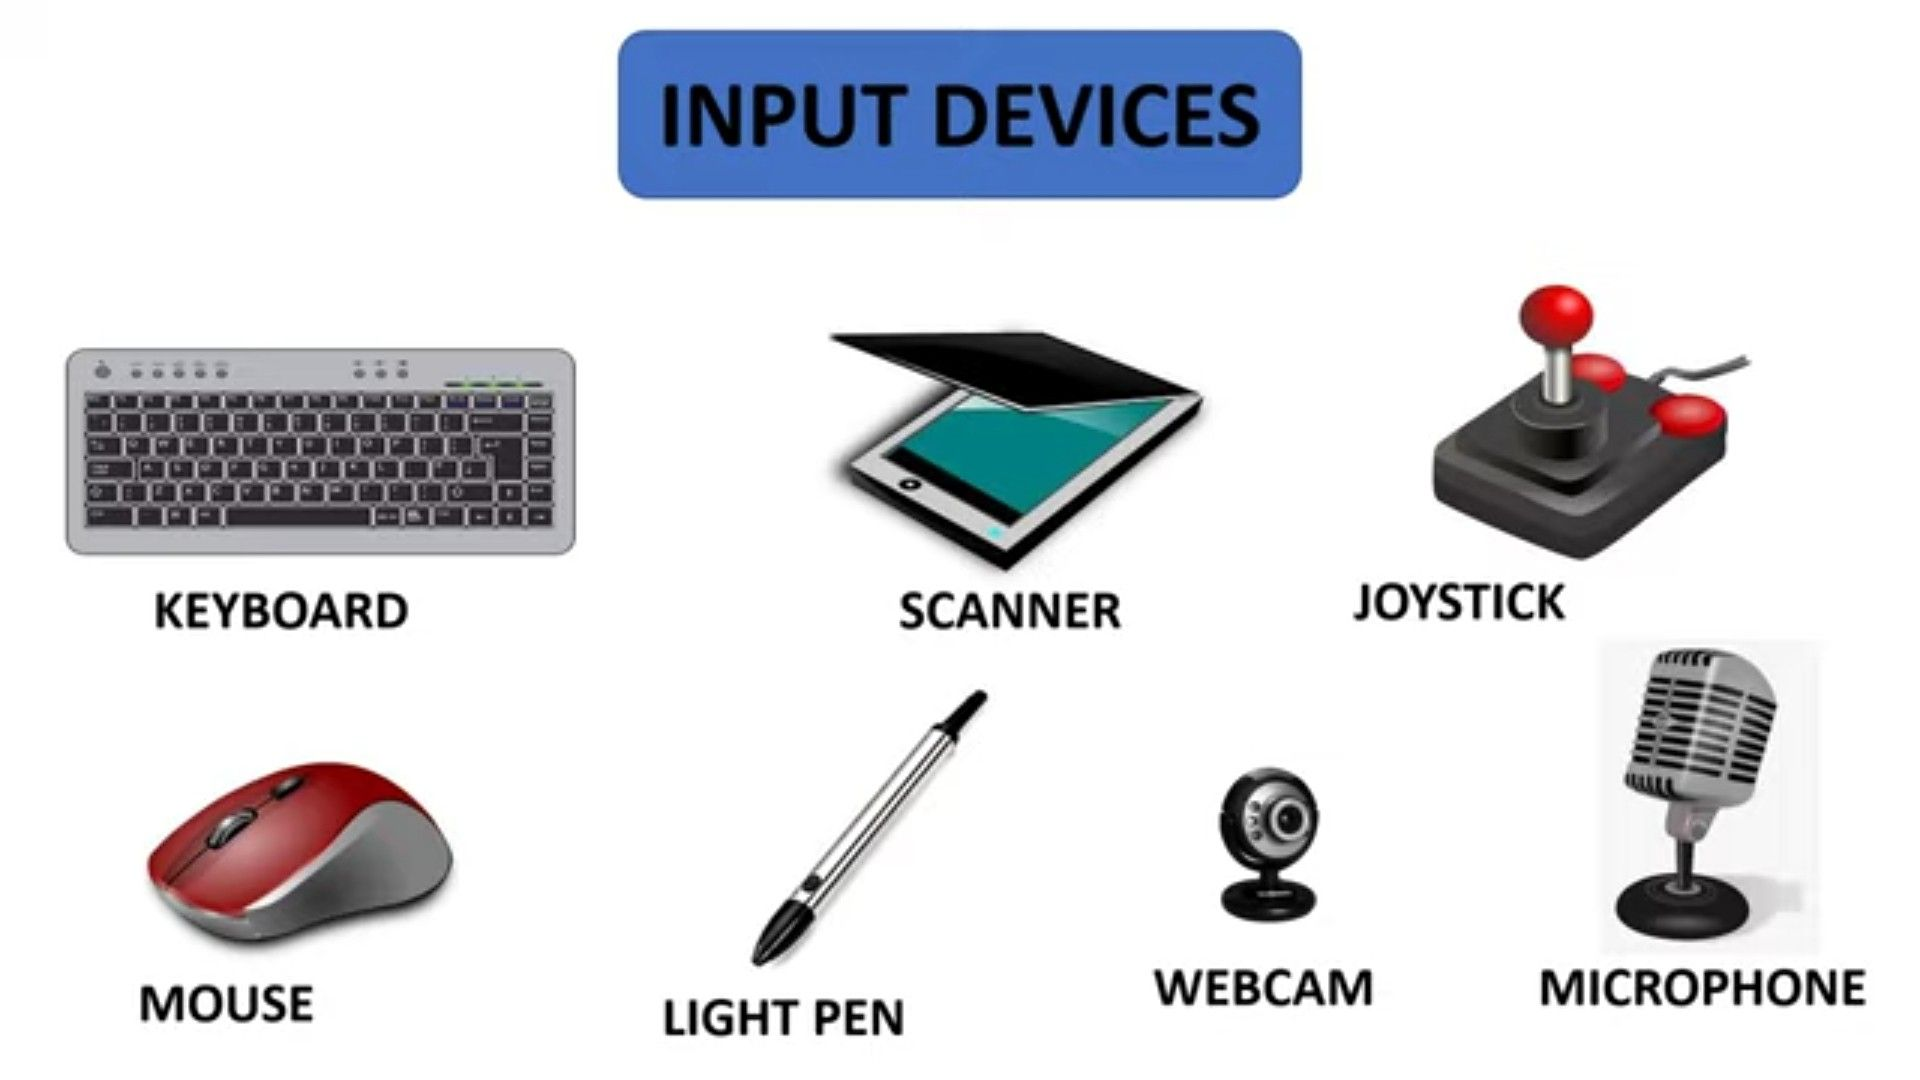 INPUT DEVICES
KEYBOARD
SCANNER
JOYSTICK
MOUSE
LIGHT PEN
WEBCAM
MICROPHONE